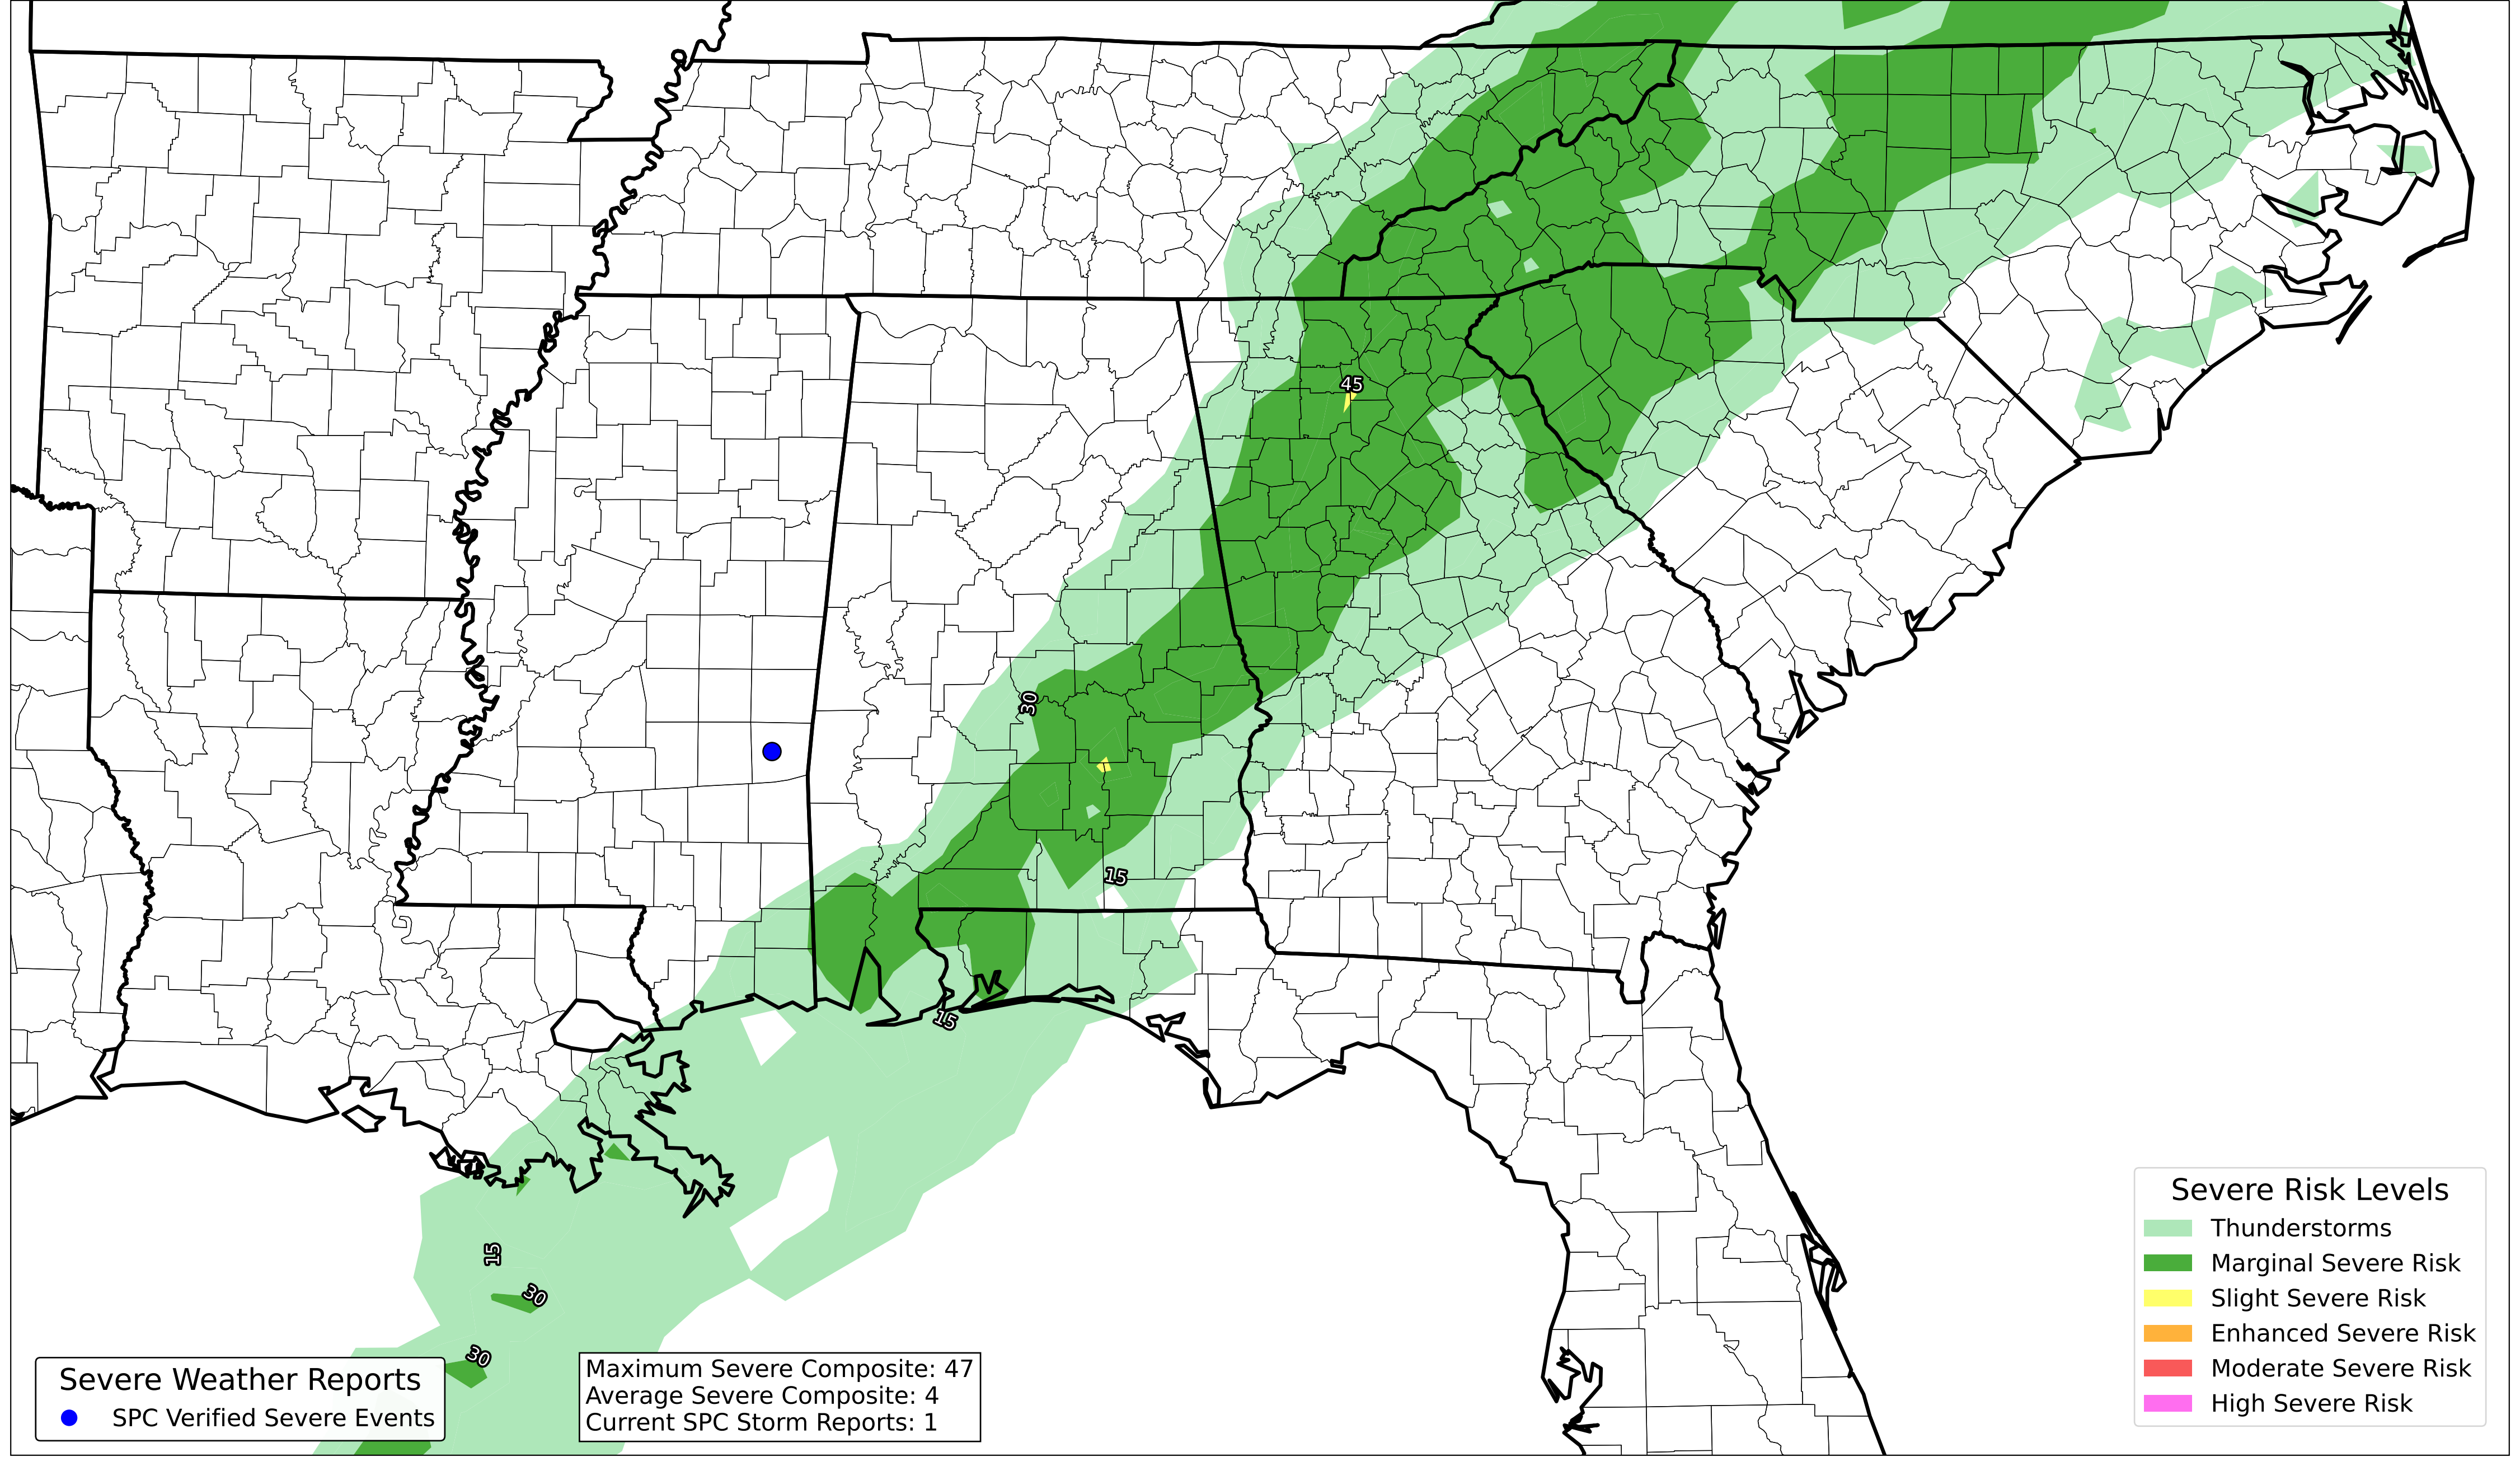 45
30
15
15
15
30
30
Severe Weather Reports
SPC Verified Severe Events
Maximum Severe Composite: 47
Average Severe Composite: 4
Current SPC Storm Reports: 1
Severe Risk Levels
Thunderstorms
Marginal Severe Risk
Slight Severe Risk
Enhanced Severe Risk
Moderate Severe Risk
High Severe Risk